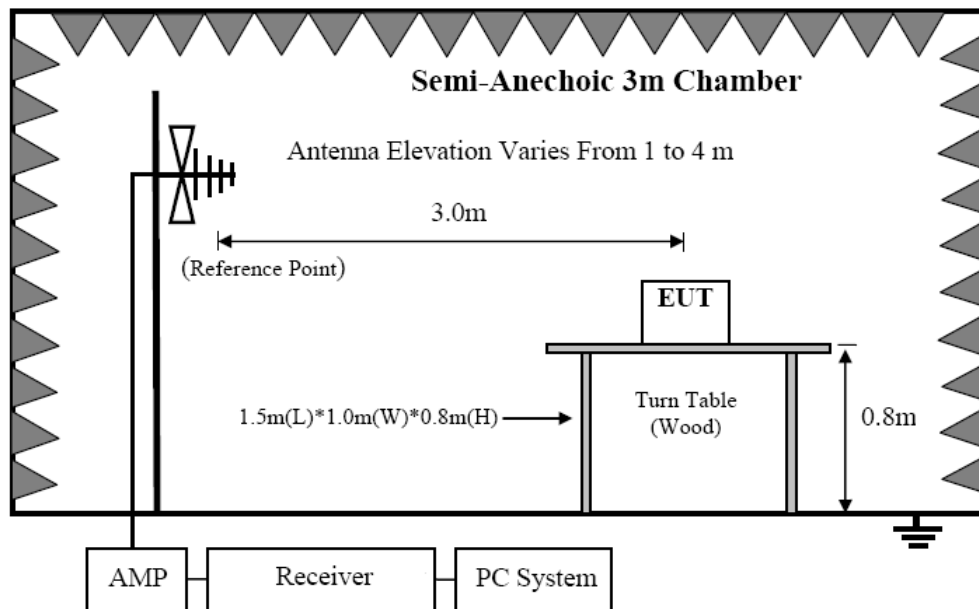 Semi-Anechoic 3m Chamber
Antenna Elevation Varies From 1 to 4 m
3.0m
(Reference Point)
EUT
1.5m(L)*1.0m(W)*0.8m(H)
Turn Table
(Wood)
0.8m
AMP
Receiver
PC System